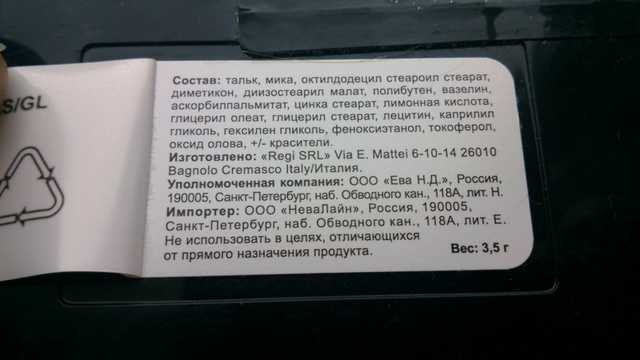 S/GL
Состав: тальк, мика, октилдодецил стеароил стеарат,
диметикон, диизостеарил малат, полибутен, вазелин,
аскорбилпальмитат, цинка стеарат, лимонная кислота,
глицерил олеат, глицерил стеарат, лецитин, каприлил
гликоль, гексилен гликоль, феноксиэтанол, токоферол,
оксид олова, +/- красители.
Изготовлено: «Regi SRL» Via E. Mattei 6-10-14 26010
Bagnolo Cremasco Italy/Италия.
Уполномоченная компания: ООО «Ева Н.Д.», Россия,
190005, Санкт-Петербург, наб. Обводного кан., 118А, лит. Н.
Импортер: ООО «НеваЛайн», Россия, 190005,
Санкт-Петербург, наб. Обводного кан., 118А, лит. Е.
Не использовать в целях, отличающихся
от прямого назначения продукта.
Вес: 3,5 г